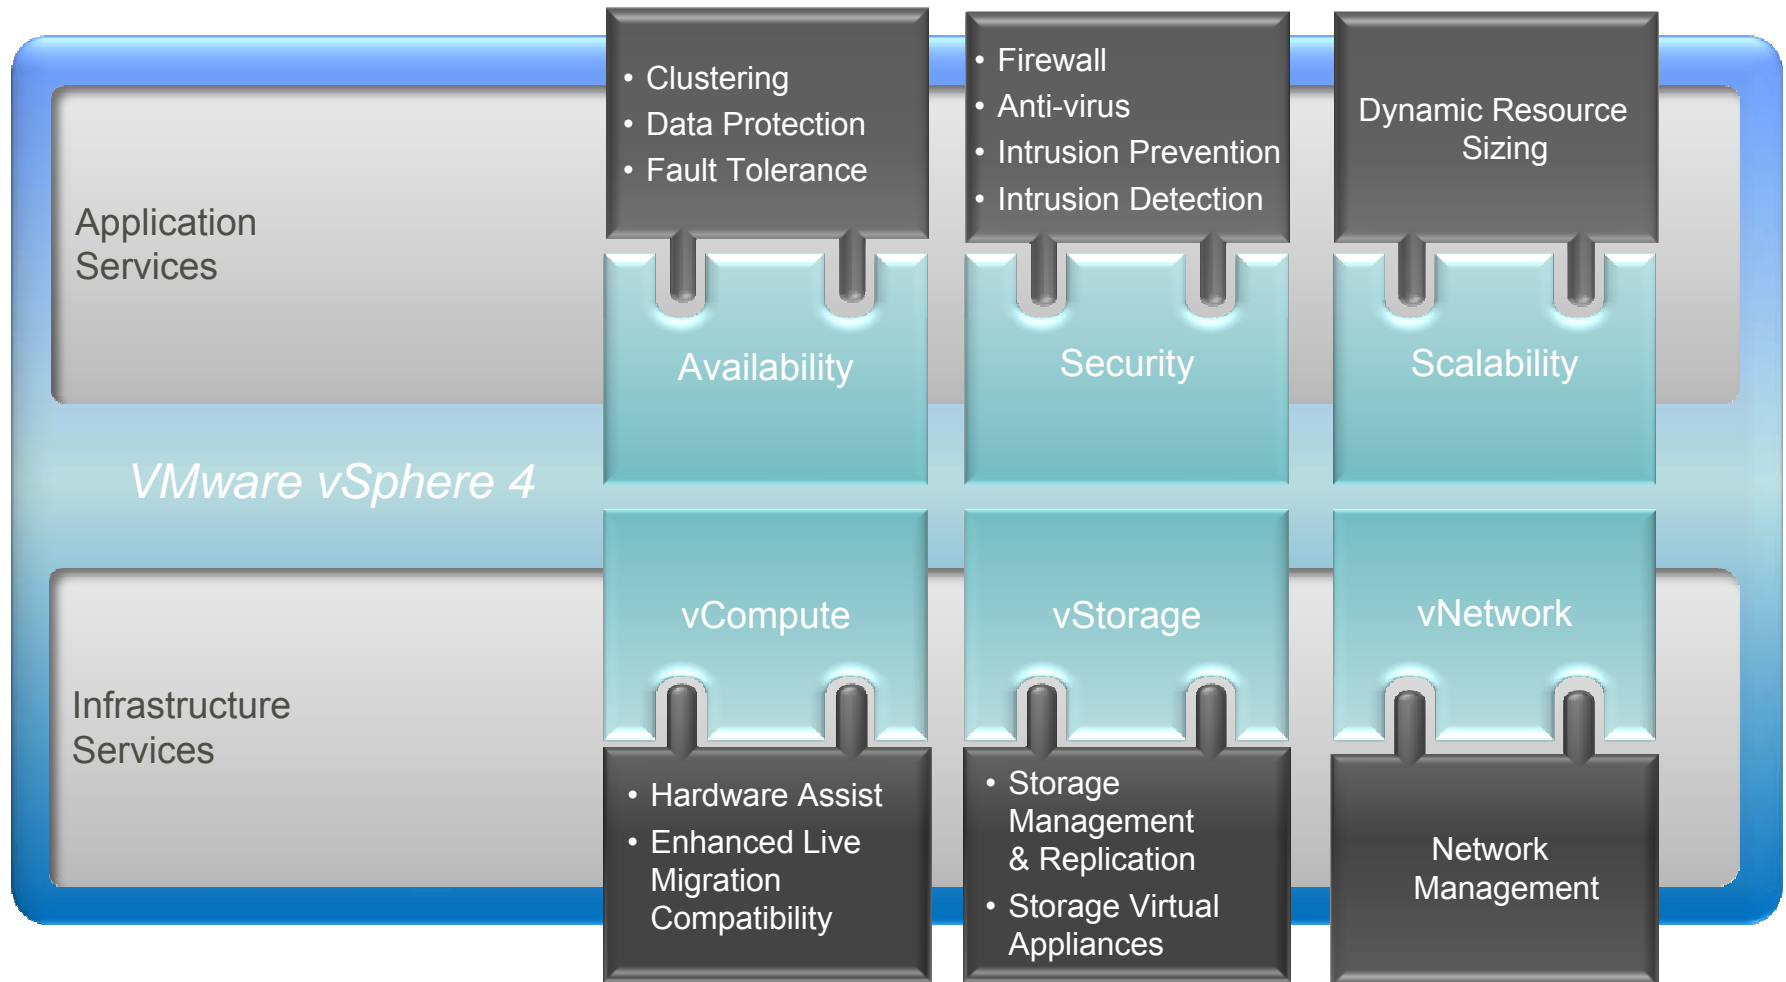 • Clustering
• Data Protection
• Fault Tolerance
• Firewall
• Anti-virus
• Intrusion Prevention
• Intrusion Detection
Dynamic Resource
Sizing
Application
Services
Availability
Security
Scalability
VMware vSphere 4
vCompute
vStorage
vNetwork
Infrastructure
Services
• Hardware Assist
• Enhanced Live
Migration
Compatibility
• Storage
Management
& Replication
• Storage Virtual
Appliances
Network
Management